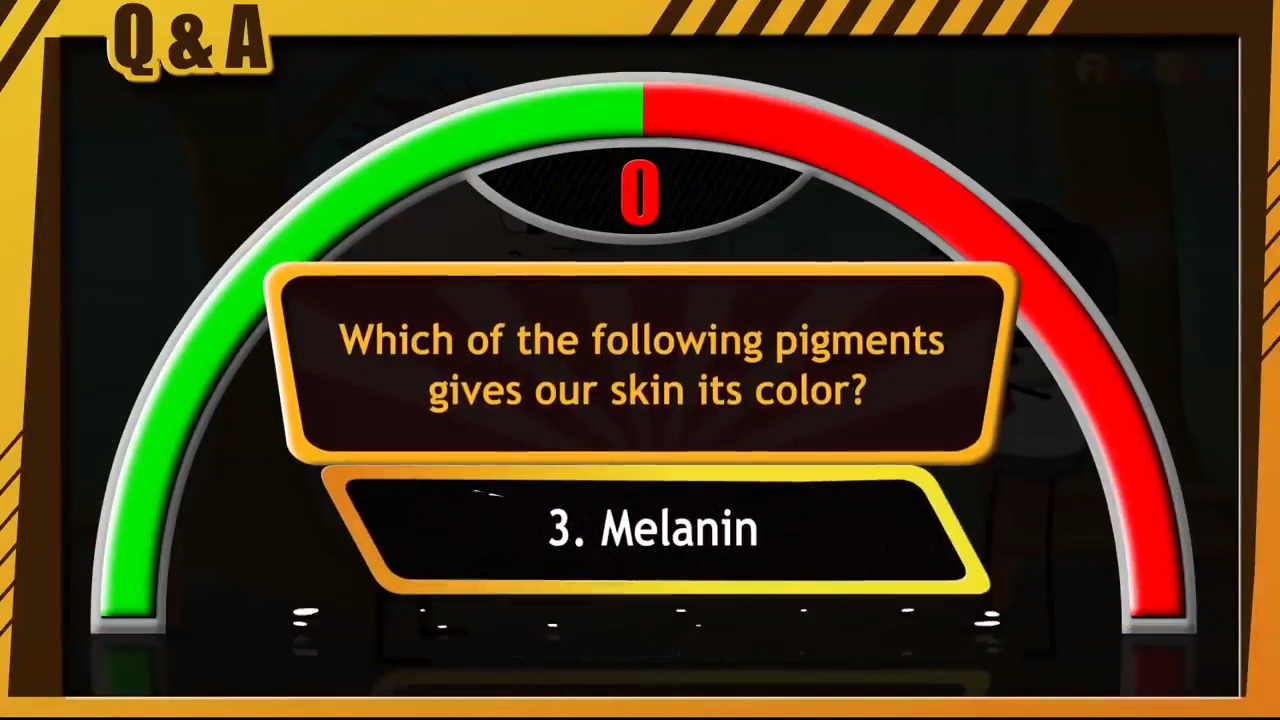 Q & A
0
Which of the following pigments
gives our skin its color?
3. Melanin